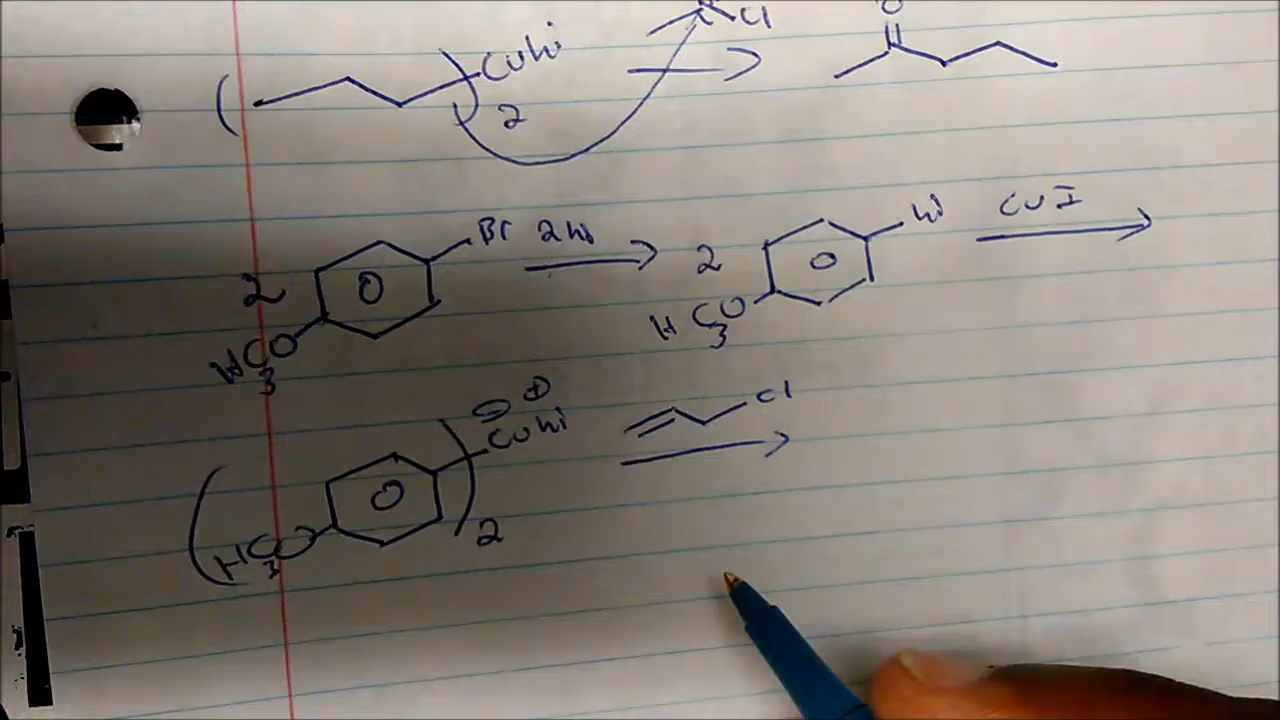 ( )2 CuLi Cl O
2 Br 2Li 2 Li CuI
H3CO H3CO
( )2 ⊖ ⊕ CuLi Cl
H3CO